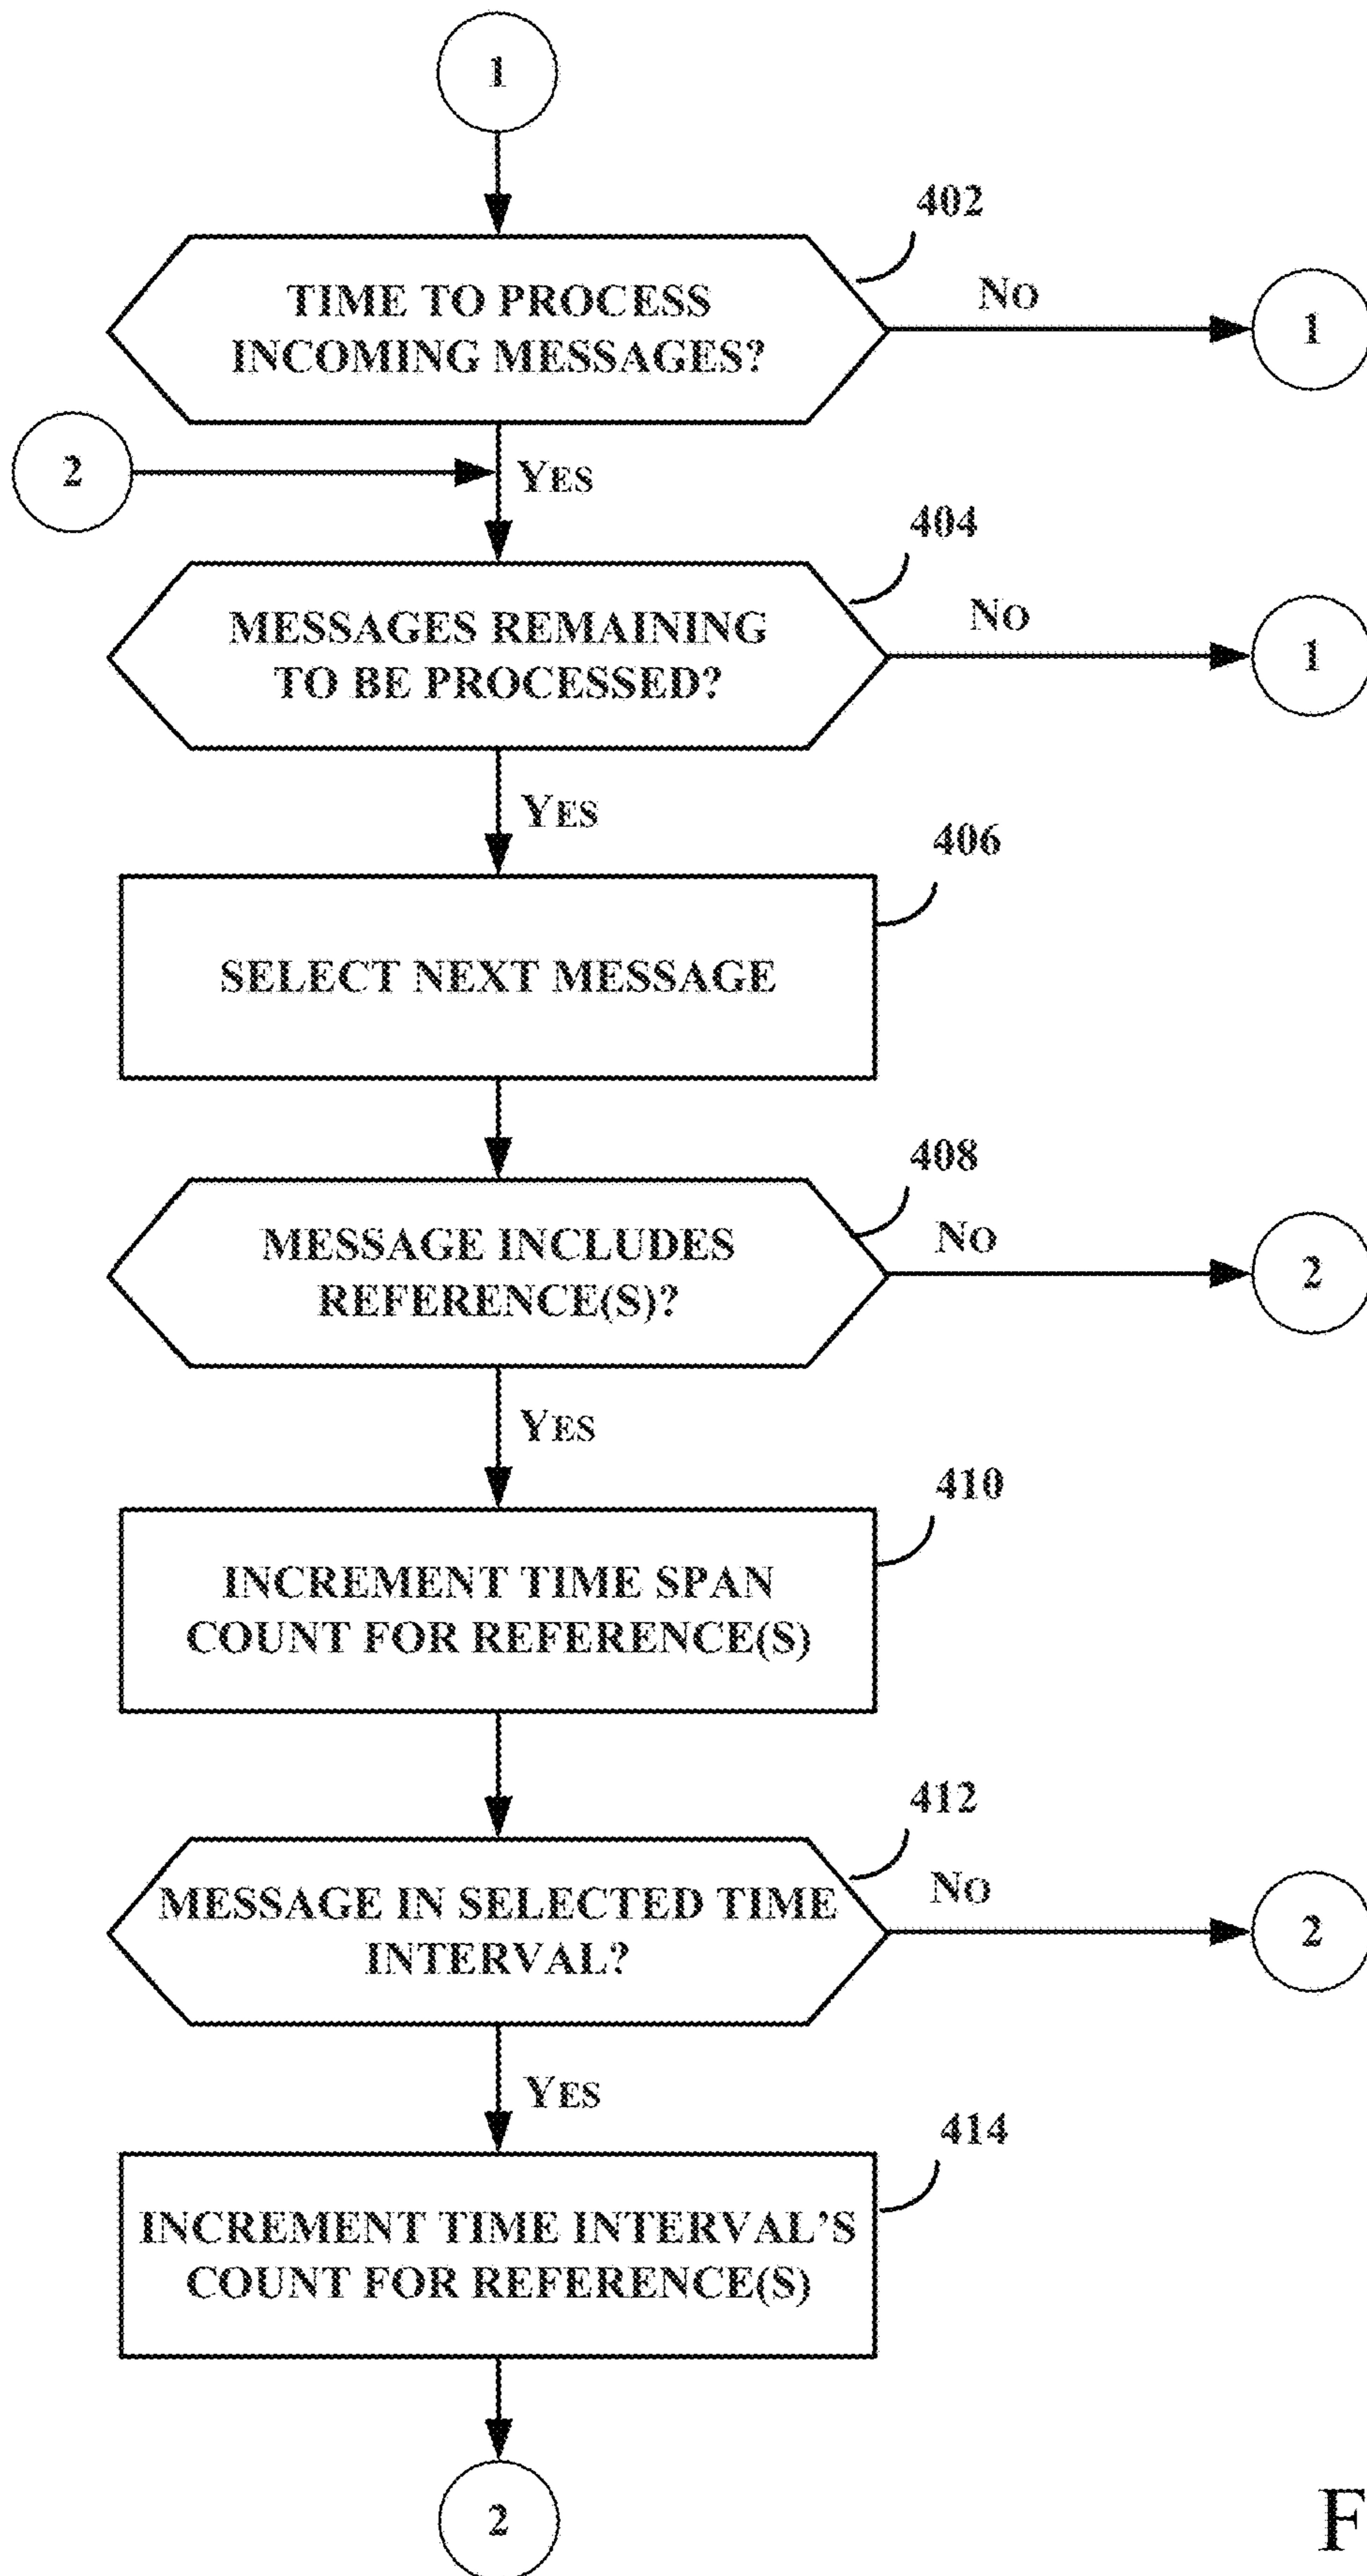 1
402
TIME TO PROCESS
INCOMING MESSAGES?
NO
1
2
YES
404
MESSAGES REMAINING
TO BE PROCESSED?
NO
1
YES
406
SELECT NEXT MESSAGE
408
MESSAGE INCLUDES
REFERENCE(S)?
NO
2
YES
410
INCREMENT TIME SPAN
COUNT FOR REFERENCE(S)
412
MESSAGE IN SELECTED TIME
INTERVAL?
NO
2
YES
414
INCREMENT TIME INTERVAL'S
COUNT FOR REFERENCE(S)
2
F